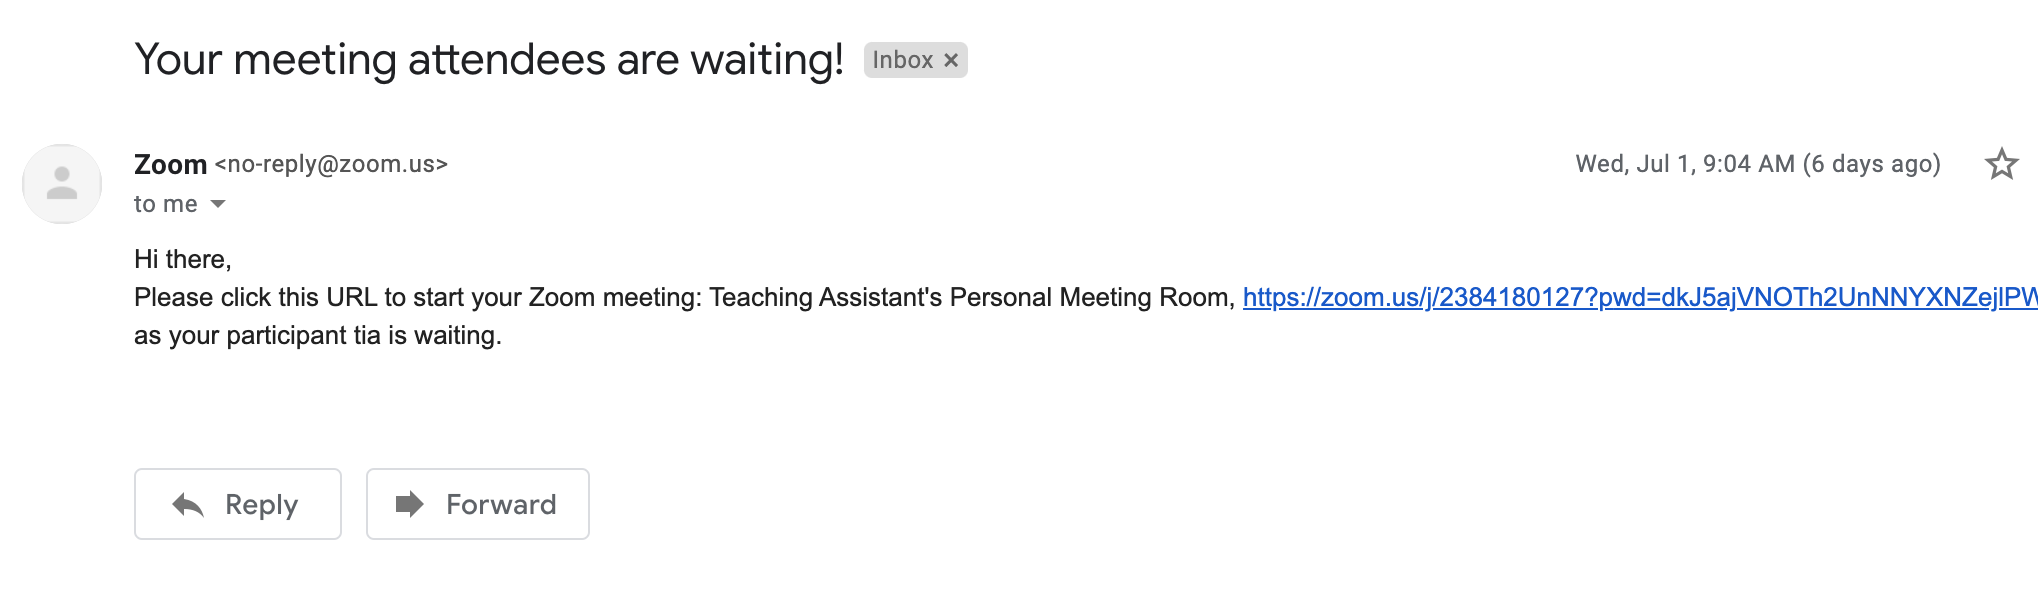 Your meeting attendees are waiting! Inbox ×
Zoom <no-reply@zoom.us> Wed, Jul 1, 9:04 AM (6 days ago)
to me
Hi there,
Please click this URL to start your Zoom meeting: Teaching Assistant's Personal Meeting Room, https://zoom.us/j/2384180127?pwd=dkJ5ajVNOTh2UnNNYXNZejlPW
as your participant tia is waiting.
Reply Forward